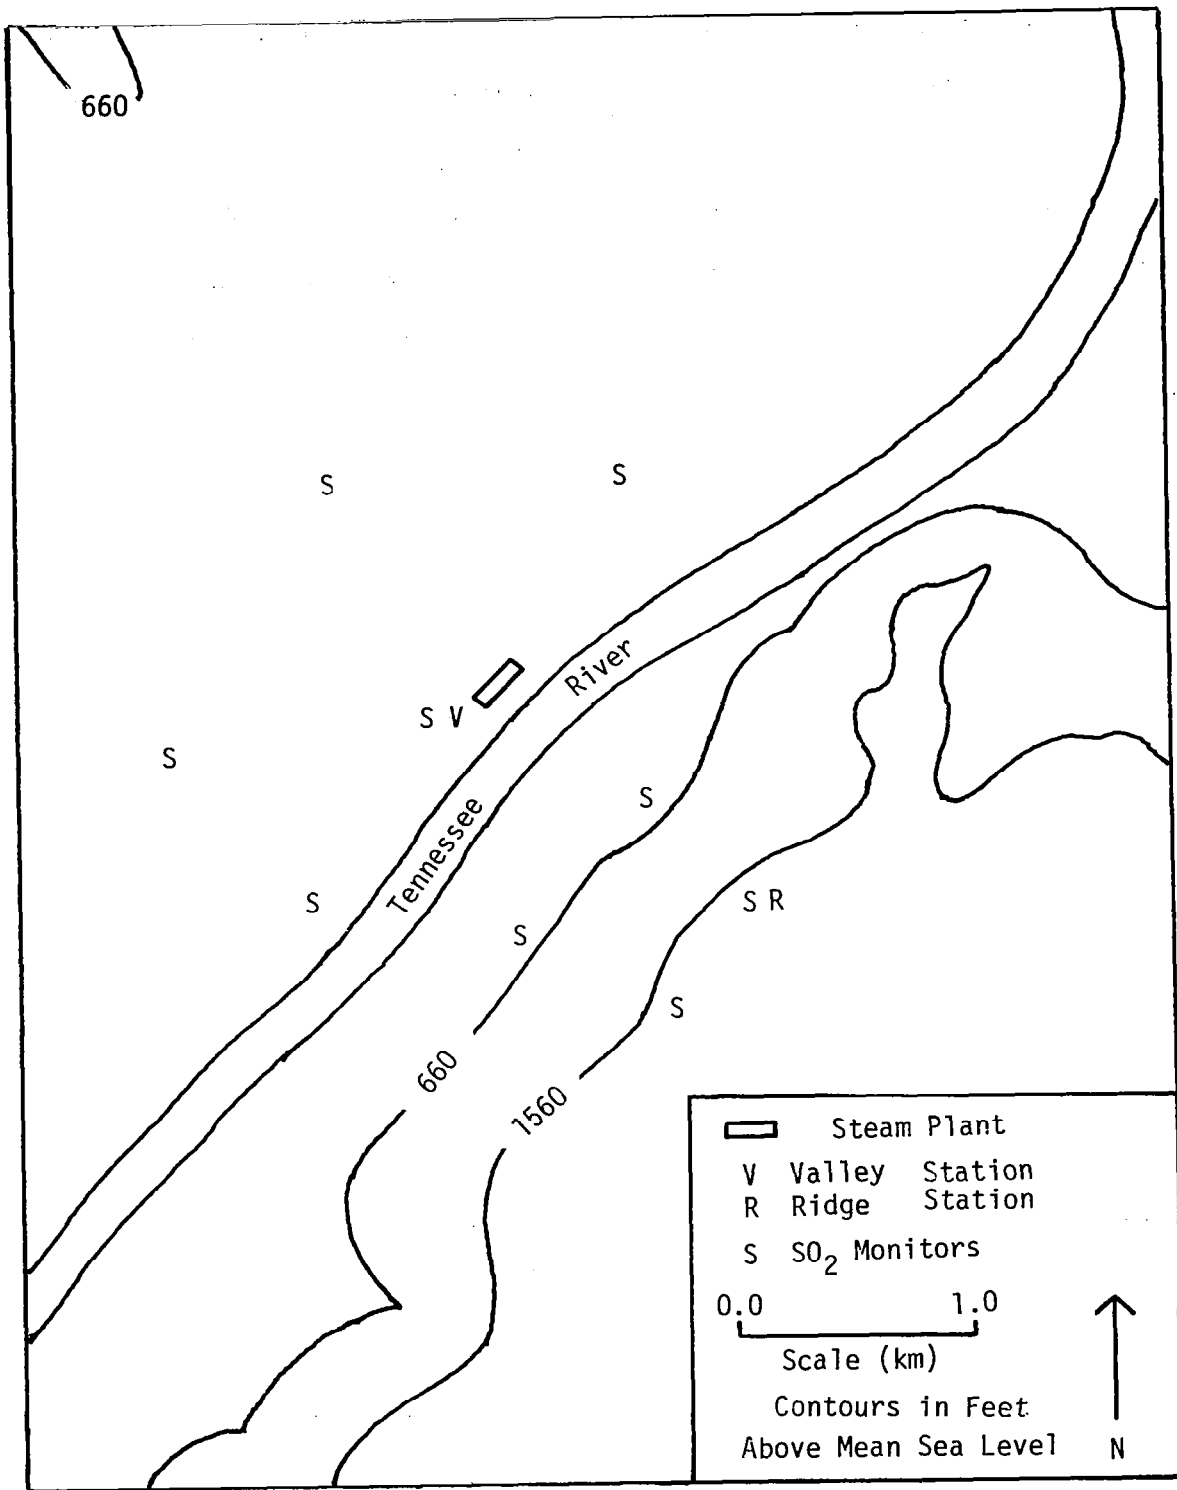 660
S
S
River
S V
S
S
Tennessee
S
S R
S
S
660
1560
Steam Plant
V Valley Station
R Ridge Station
S SO2 Monitors
0.0 1.0
Scale (km)
Contours in Feet
Above Mean Sea Level
N